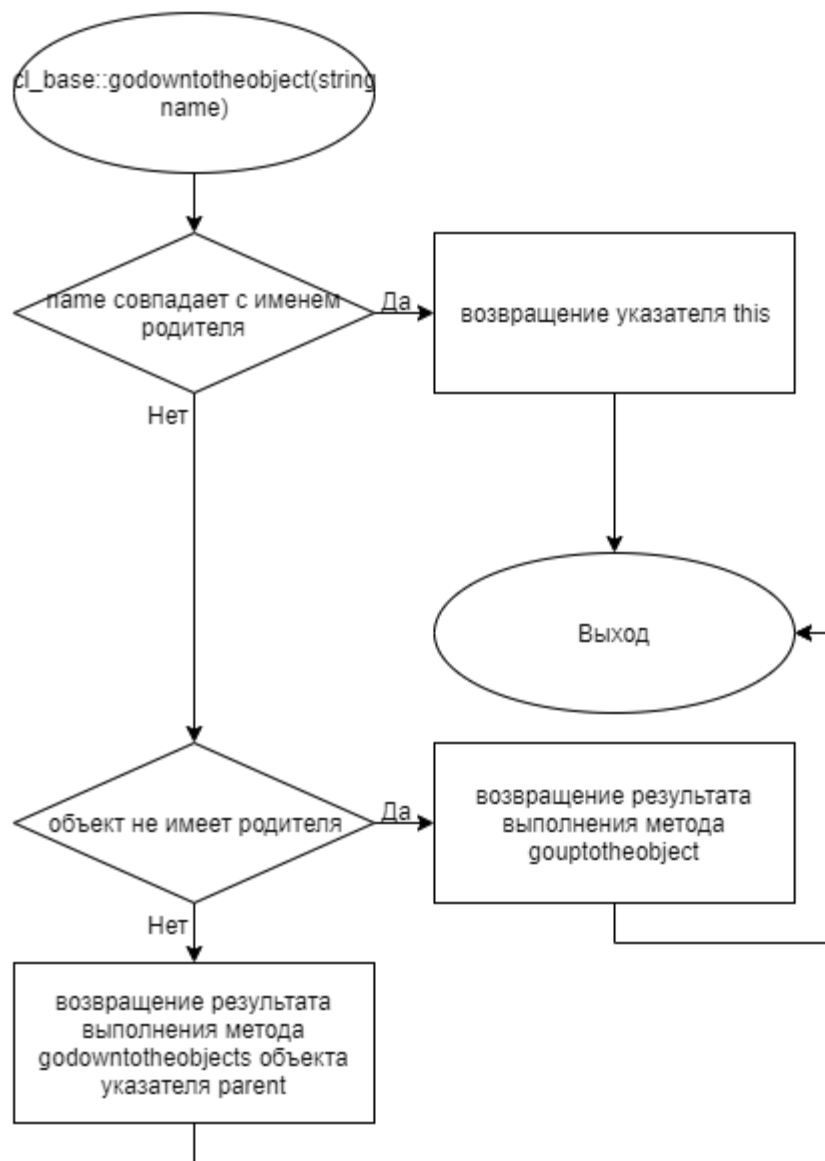 cl_base::godowntotheobject(string
name)
name совпадает с именем
родителя
Да
возвращение указателя this
Нет
Выход
объект не имеет родителя
Да
возвращение результата
выполнения метода
gouptotheobject
Нет
возвращение результата
выполнения метода
godowntotheobjects объекта
указателя parent